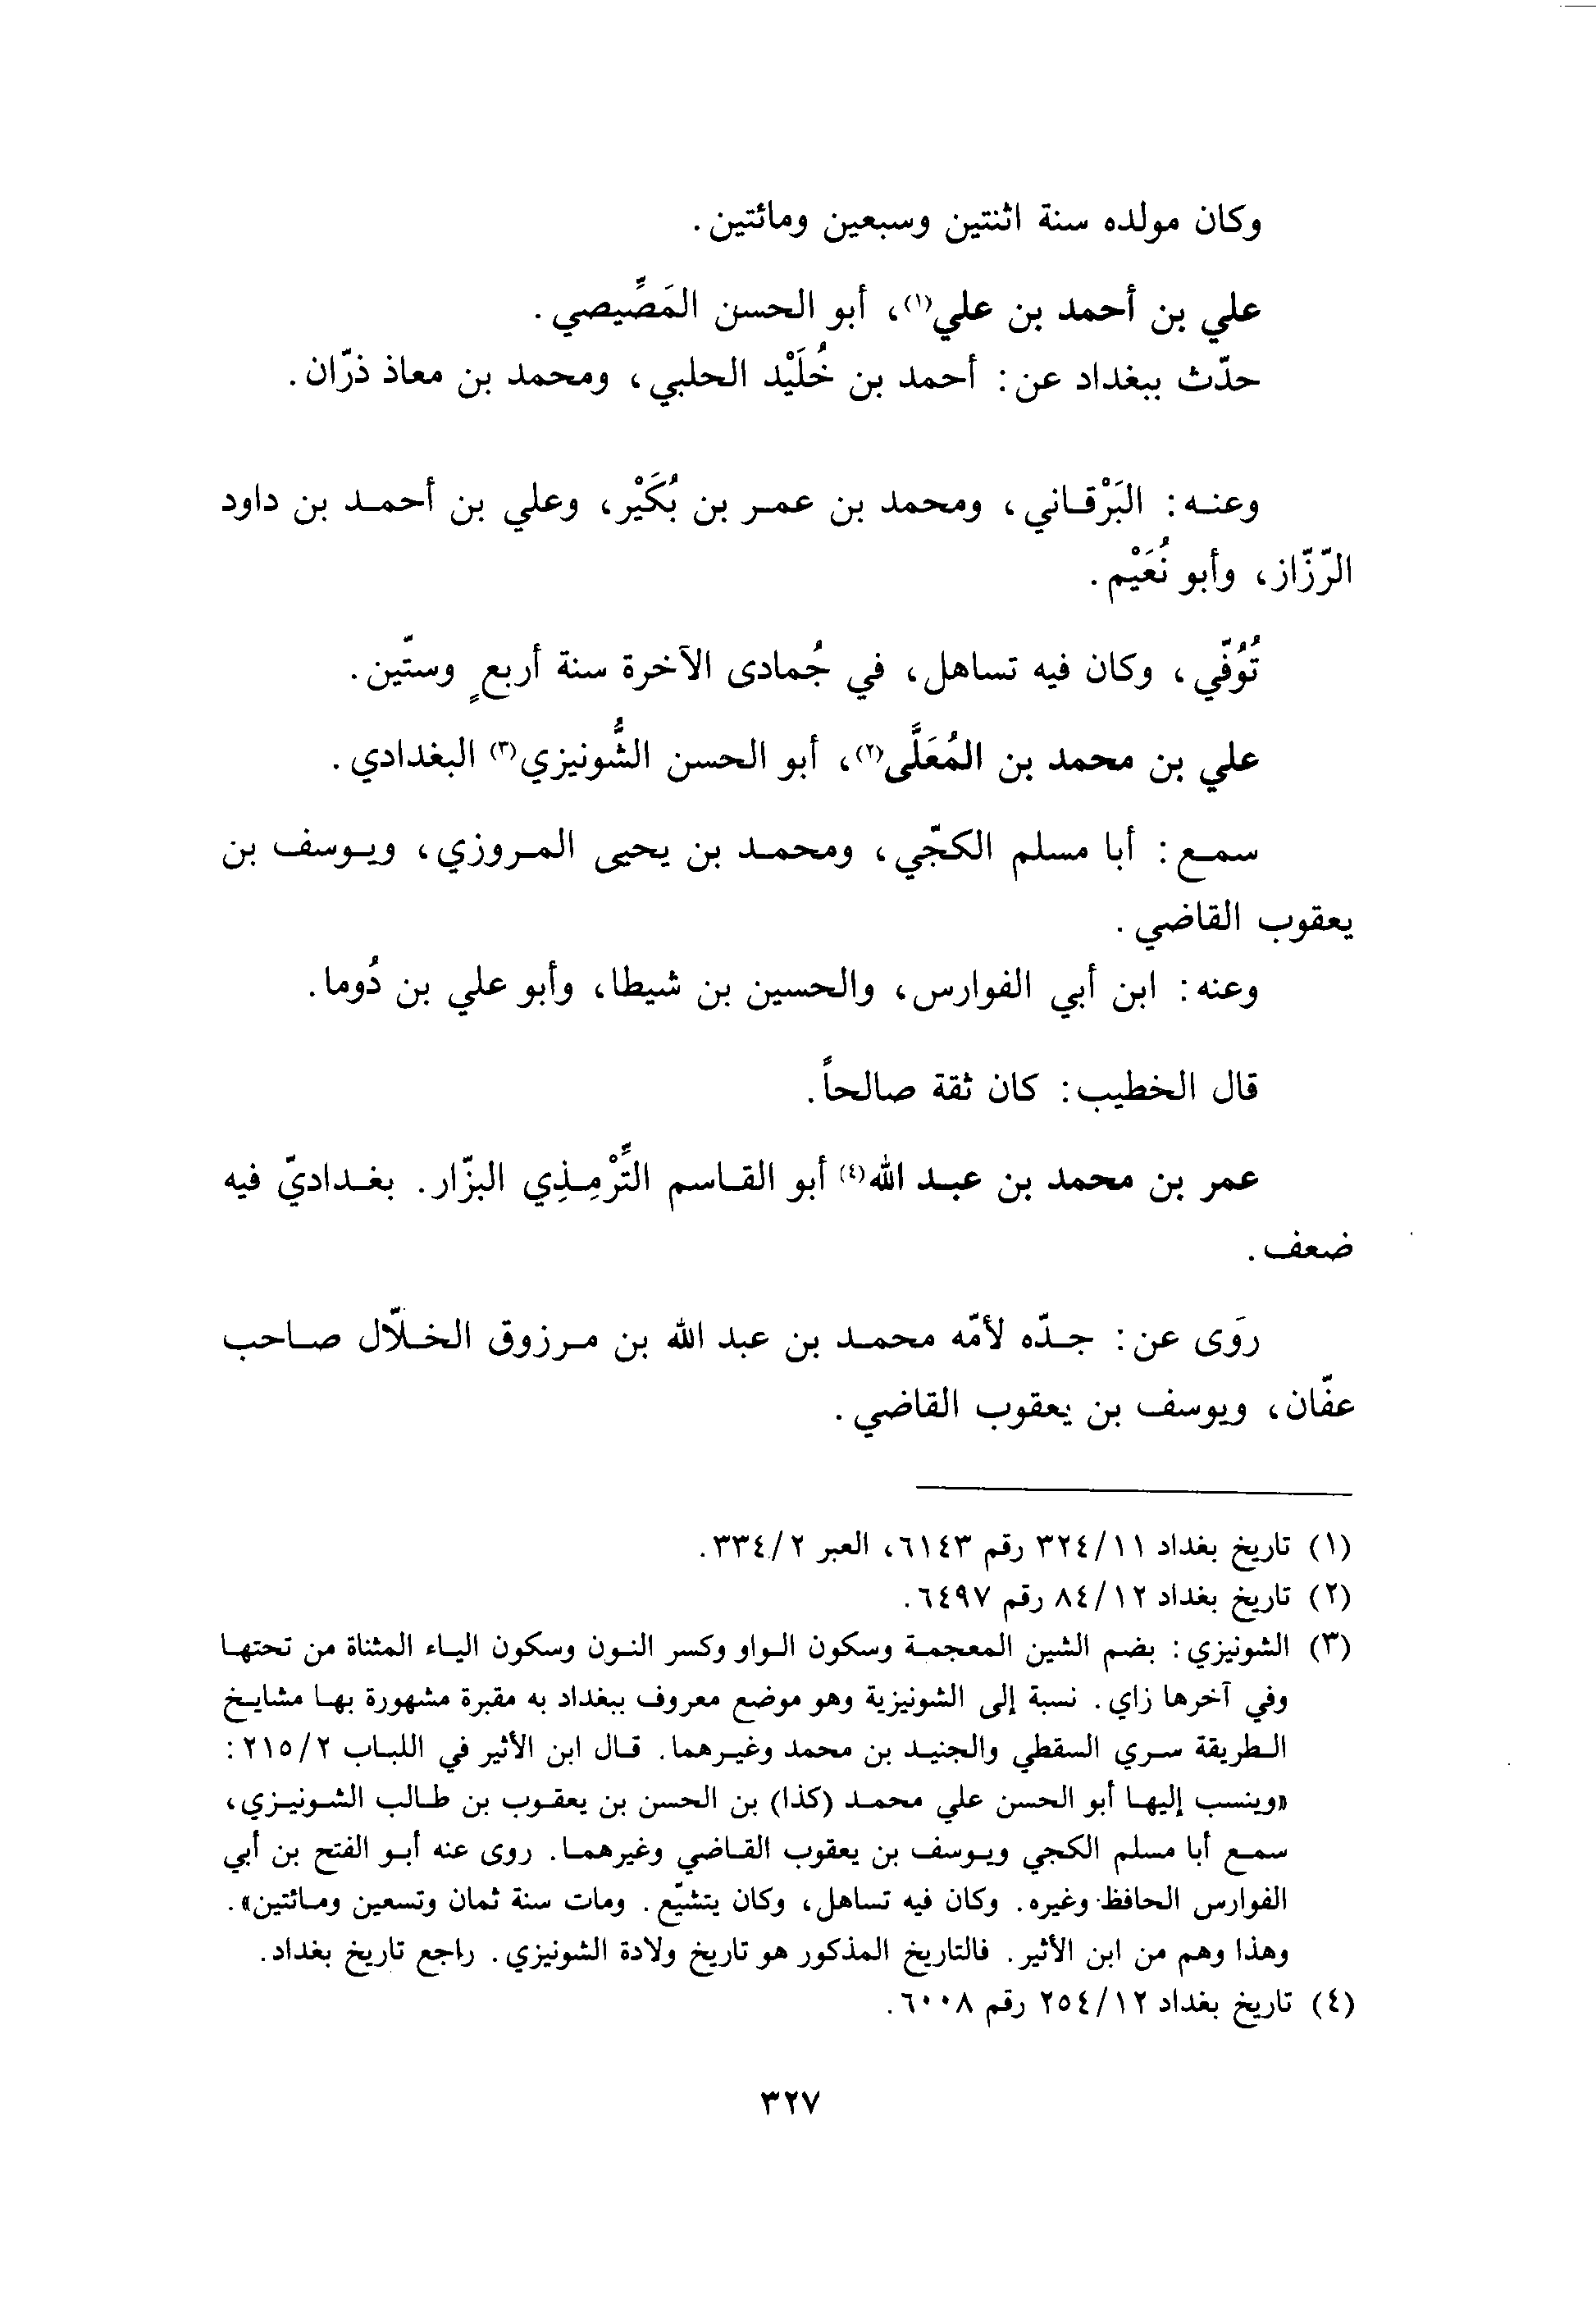 وكان مولده سنة اثنتين وسبعين ومائتين.
علي بن أحمد بن علي(١)، أبو الحسن المَصِّيصي.
حدّث ببغداد عن: أحمد بن خُلَيْد الحلبي، ومحمد بن معاذ ذرّان.
وعنه: البَرْقاني، ومحمد بن عمر بن بُكَيْر، وعلي بن أحمد بن داود
الرّزّاز، وأبو نُعَيْم.
تُوُفّي، وكان فيه تساهل، في جُمادى الآخرة سنة أربعٍ وستّين.
علي بن محمد بن المُعَلَّى(٢)، أبو الحسن الشُّونيزي(٣) البغدادي.
سمع: أبا مسلم الكجّي، ومحمد بن يحيى المروزي، ويوسف بن
يعقوب القاضي.
وعنه: ابن أبي الفوارس، والحسين بن شيطا، وأبو علي بن دُوما.
قال الخطيب: كان ثقة صالحاً.
عمر بن محمد بن عبد الله(٤) أبو القاسم التِّرْمِذِي البزّار. بغداديّ فيه
ضعف.
روَى عن: جدّه لأمّه محمد بن عبد الله بن مرزوق الخلّال صاحب
عفّان، ويوسف بن يعقوب القاضي.
(١) تاريخ بغداد ٣٢٤/١١ رقم ٦١٤٣، العبر ٣٣٤/٢.
(٢) تاريخ بغداد ٨٤/١٢ رقم ٦٤٩٧.
(٣) الشونيزي: بضم الشين المعجمة وسكون الواو وكسر النون وسكون الياء المثناة من تحتها
وفي آخرها زاي. نسبة إلى الشونيزية وهو موضع معروف ببغداد به مقبرة مشهورة بها مشايخ
الطريقة سري السقطي والجنيد بن محمد وغيرهما. قال ابن الأثير في اللباب ٢١٥/٢:
«وينسب إليها أبو الحسن علي محمد (كذا) بن الحسن بن يعقوب بن طالب الشونيزي،
سمع أبا مسلم الكجي ويوسف بن يعقوب القاضي وغيرهما. روى عنه أبو الفتح بن أبي
الفوارس الحافظ وغيره. وكان فيه تساهل، وكان يتشيّع. ومات سنة ثمان وتسعين ومائتين».
وهذا وهم من ابن الأثير. فالتاريخ المذكور هو تاريخ ولادة الشونيزي. راجع تاريخ بغداد.
(٤) تاريخ بغداد ٢٥٤/١٢ رقم ٦٠٠٨.
٣٢٧